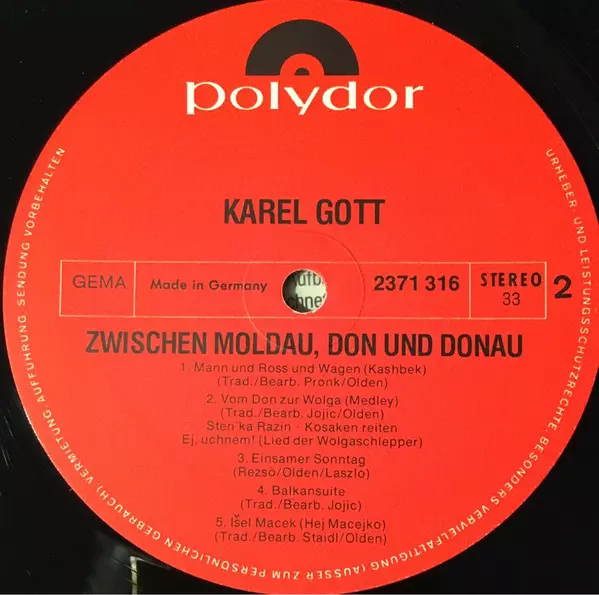 polydor
KAREL GOTT
GEMA
Made in Germany
2371 316
STEREO
33
2
ZWISCHEN MOLDAU, DON UND DONAU
1. Mann und Ross und Wagen (Kashbek)
(Trad./Bearb. Pronk/Olden)
2. Vom Don zur Wolga (Medley)
(Trad./Bearb. Jojic/Olden)
Sten'ka Razin - Kosaken reiten
Ej, uchnem! (Lied der Wolgaschlepper)
3. Einsamer Sonntag
(Rezsö/Olden/Laszlo)
4. Balkansuite
(Trad./Bearb. Jojic)
5. Išel Macek (Hej Macejko)
(Trad./Bearb. Staidl/Olden)
URHEBER- UND LEISTUNGSSCHUTZRECHTE, BESONDERS VERVIELFÄLTIGUNG (AUSSER ZUM PERSÖNLICHEN GEBRAUCH) VERMIETUNG AUFFÜHRUNG, SENDUNG VORBEHALTEN